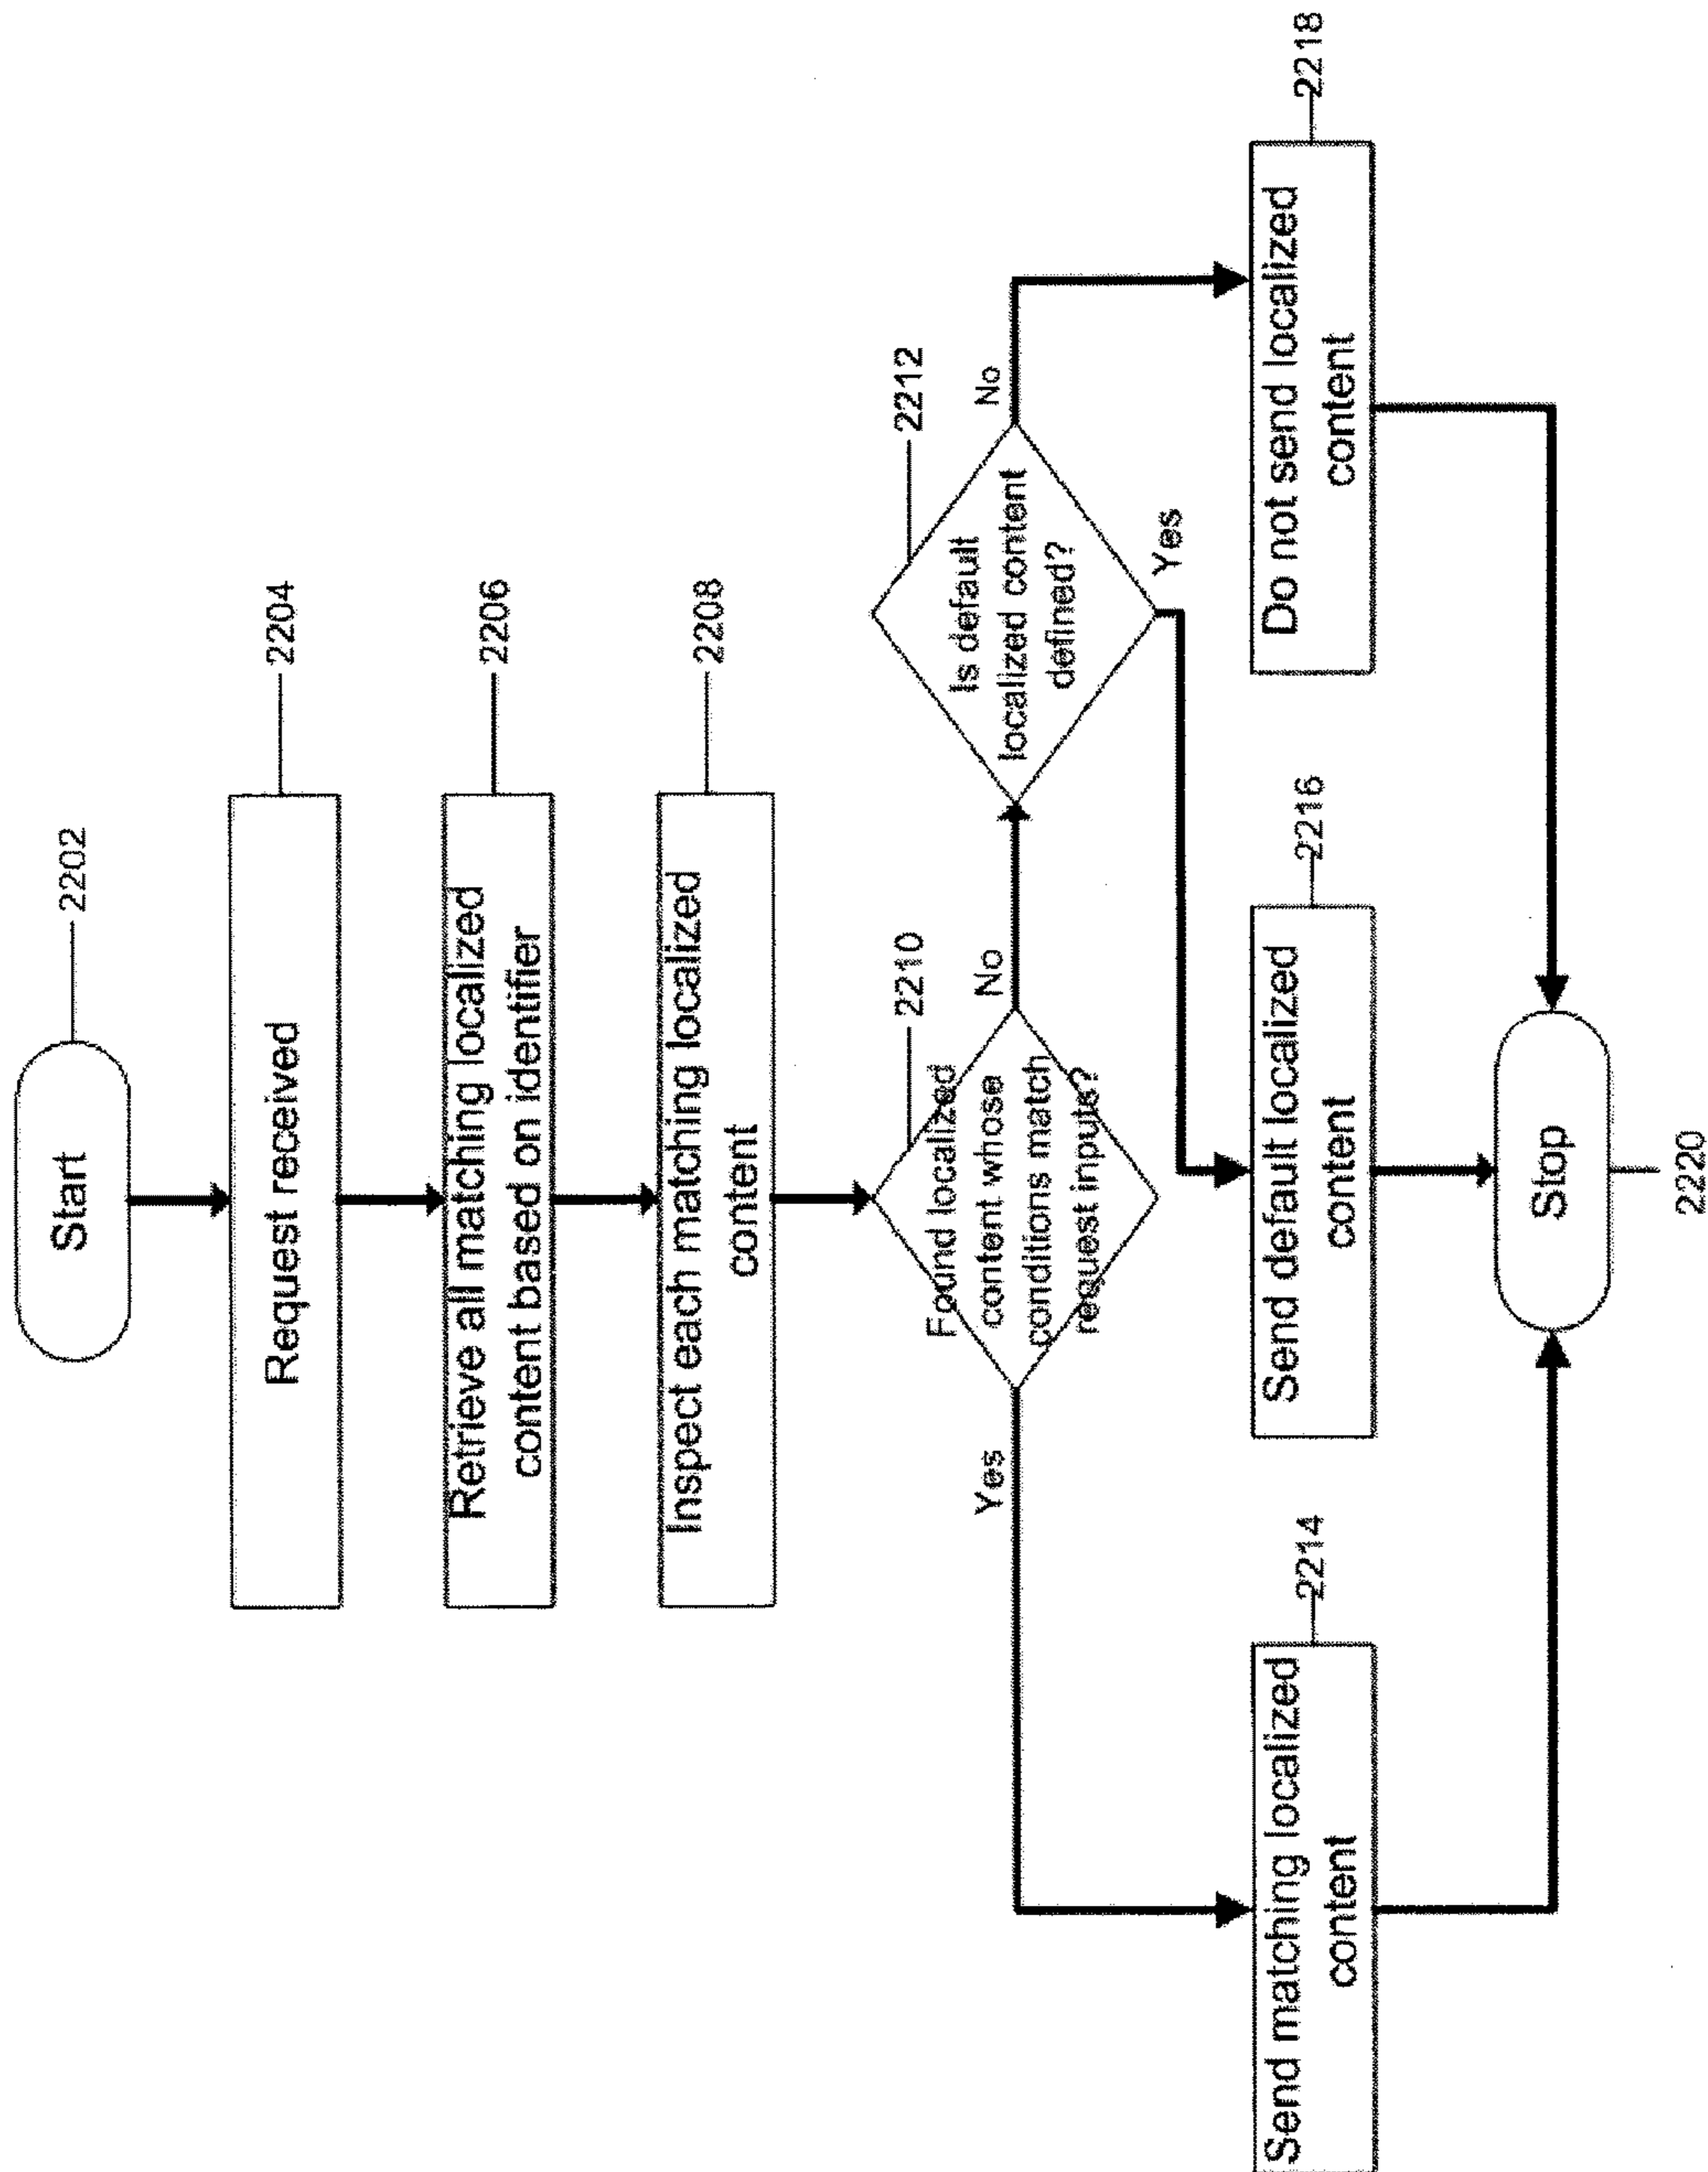 Start
2202
Request received
2204
Retrieve all matching localized
content based on identifier
2206
Inspect each matching localized
content
2208
Found localized
content whose
conditions match
request inputs?
2210
Yes
No
Is default
localized content
defined?
2212
No
Yes
Send matching localized
content
2214
Send default localized
content
2216
Do not send localized
content
2218
Stop
2220